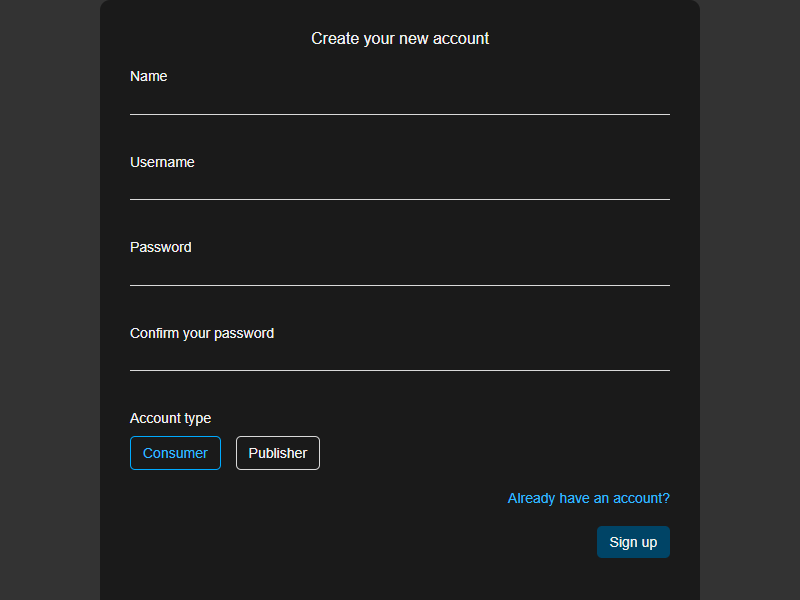 Create your new account
Name
Username
Password
Confirm your password
Account type
Consumer Publisher
Already have an account?
Sign up